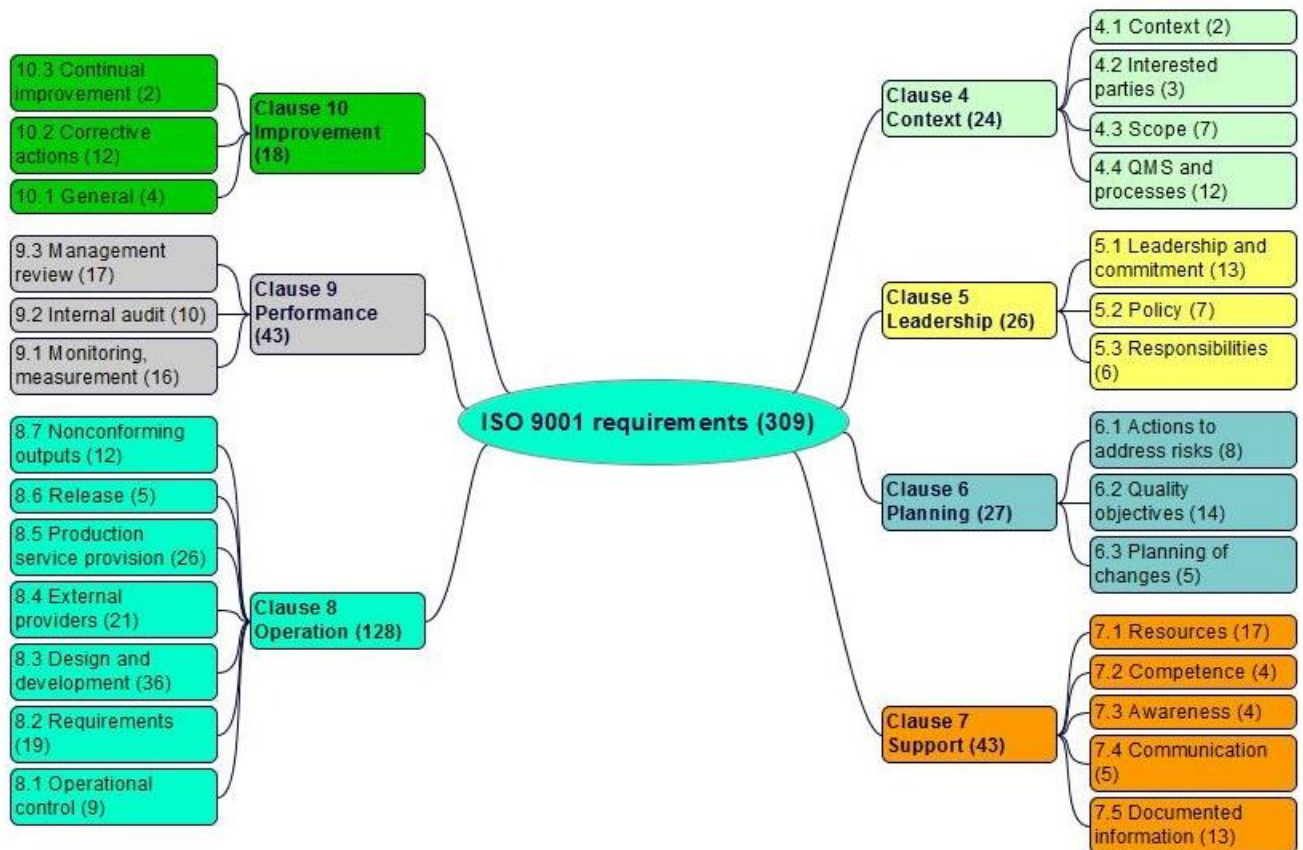 ISO 9001 requirements (309)
Clause 4
Context (24)
4.1 Context (2)
4.2 Interested
parties (3)
4.3 Scope (7)
4.4 QMS and
processes (12)
Clause 5
Leadership (26)
5.1 Leadership and
commitment (13)
5.2 Policy (7)
5.3 Responsibilities
(6)
Clause 6
Planning (27)
6.1 Actions to
address risks (8)
6.2 Quality
objectives (14)
6.3 Planning of
changes (5)
Clause 7
Support (43)
7.1 Resources (17)
7.2 Competence (4)
7.3 Awareness (4)
7.4 Communication
(5)
7.5 Documented
information (13)
Clause 8
Operation (128)
8.7 Nonconforming
outputs (12)
8.6 Release (5)
8.5 Production
service provision (26)
8.4 External
providers (21)
8.3 Design and
development (36)
8.2 Requirements
(19)
8.1 Operational
control (9)
Clause 9
Performance
(43)
9.3 Management
review (17)
9.2 Internal audit (10)
9.1 Monitoring,
measurement (16)
Clause 10
Improvement
(18)
10.3 Continual
improvement (2)
10.2 Corrective
actions (12)
10.1 General (4)